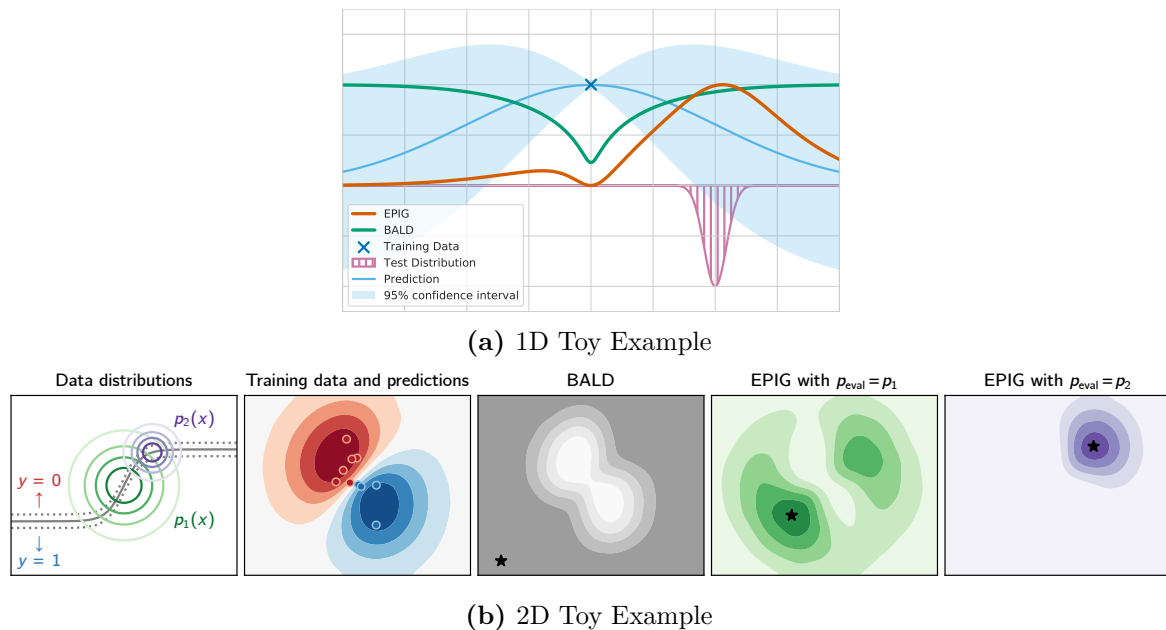 EPIG
BALD
Training Data
Test Distribution
Prediction
95% confidence interval
(a) 1D Toy Example
Data distributions
Training data and predictions
BALD
EPIG with p_eval = p_1
EPIG with p_eval = p_2
p_2(x)
y = 0
↑
p_1(x)
↓
y = 1
(b) 2D Toy Example